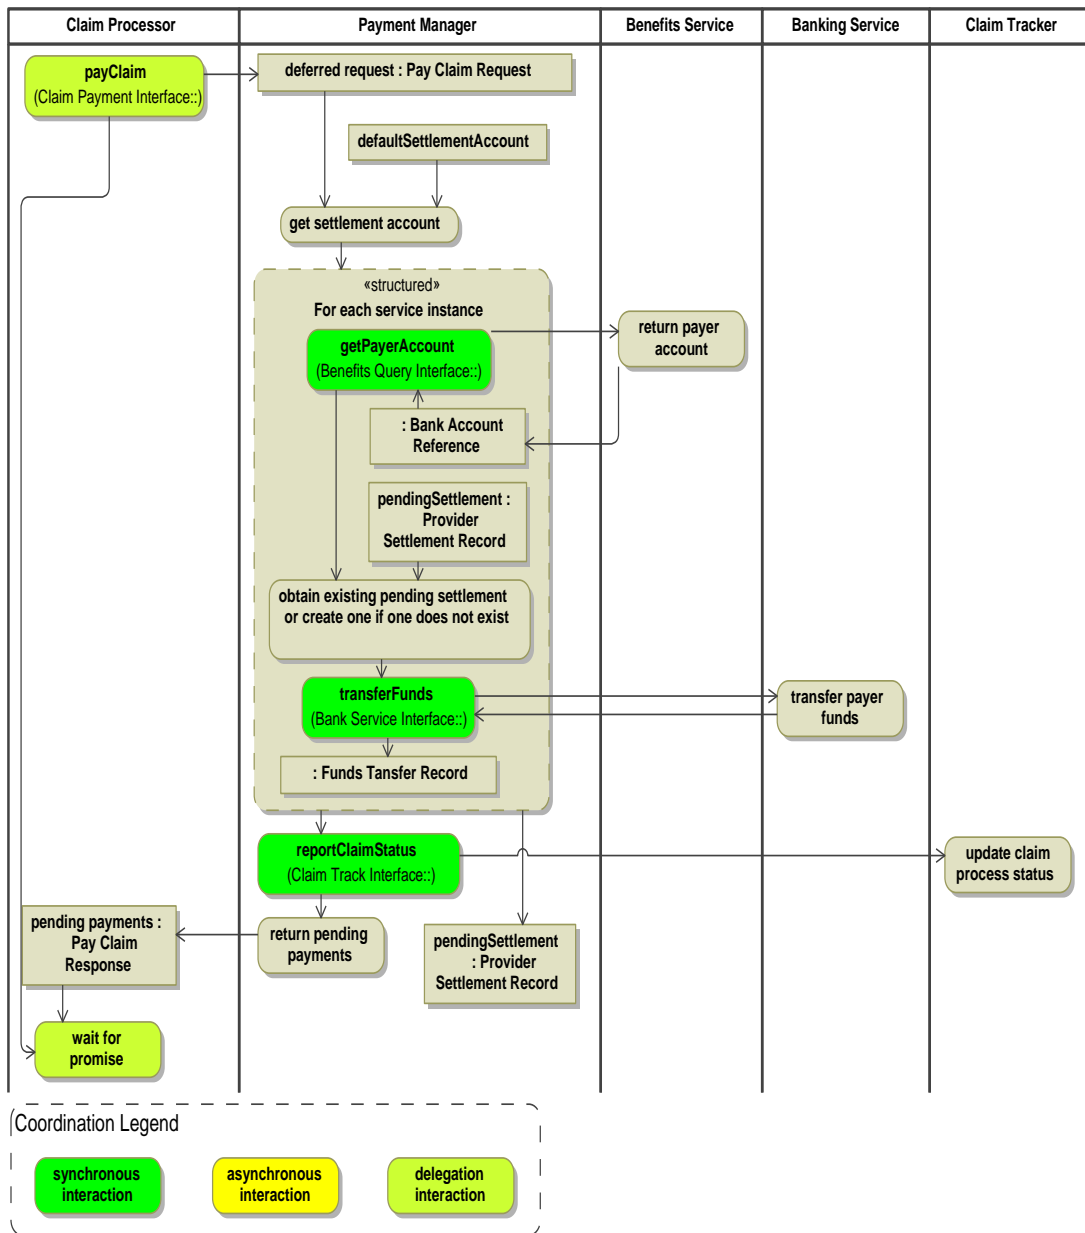 Claim Processor
Payment Manager
Benefits Service
Banking Service
Claim Tracker
payClaim
(Claim Payment Interface::)
deferred request : Pay Claim Request
defaultSettlementAccount
get settlement account
«structured»
For each service instance
getPayerAccount
(Benefits Query Interface::)
return payer
account
: Bank Account
Reference
pendingSettlement :
Provider
Settlement Record
obtain existing pending settlement
or create one if one does not exist
transferFunds
(Bank Service Interface::)
transfer payer
funds
: Funds Tansfer Record
reportClaimStatus
(Claim Track Interface::)
update claim
process status
pending payments :
Pay Claim
Response
return pending
payments
pendingSettlement
: Provider
Settlement Record
wait for
promise
Coordination Legend
synchronous
interaction
asynchronous
interaction
delegation
interaction